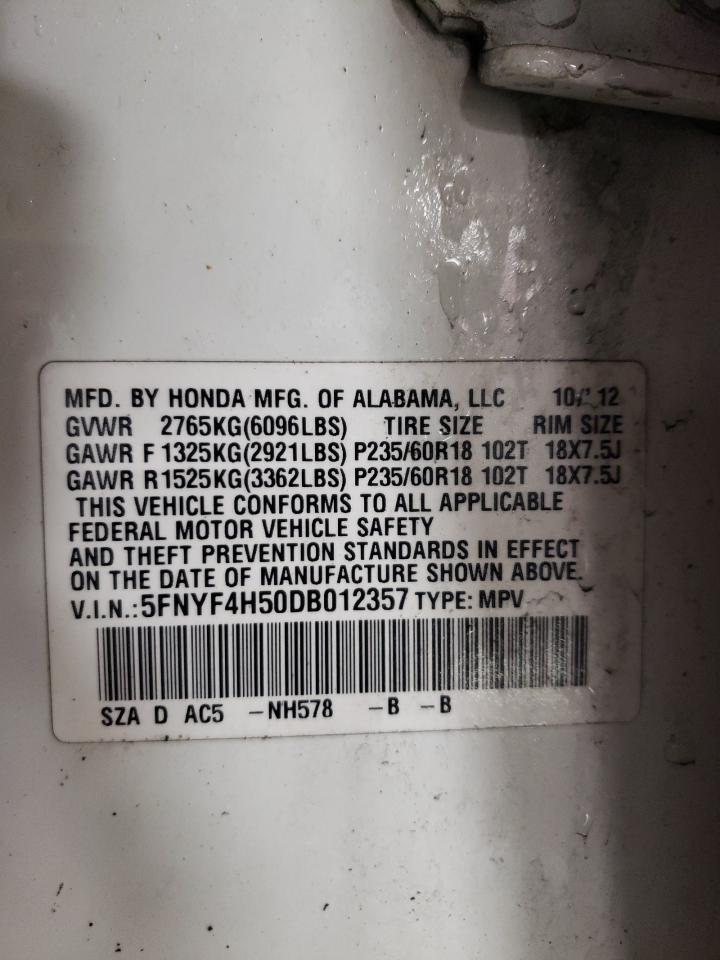 MFD. BY HONDA MFG. OF ALABAMA, LLC 10/12
GVWR 2765KG(6096LBS) TIRE SIZE RIM SIZE
GAWR F 1325KG(2921LBS) P235/60R18 102T 18X7.5J
GAWR R 1525KG(3362LBS) P235/60R18 102T 18X7.5J
THIS VEHICLE CONFORMS TO ALL APPLICABLE
FEDERAL MOTOR VEHICLE SAFETY
AND THEFT PREVENTION STANDARDS IN EFFECT
ON THE DATE OF MANUFACTURE SHOWN ABOVE.
V.I.N.: 5FNYF4H50DB012357 TYPE: MPV
SZA D AC5 -NH578 -B -B